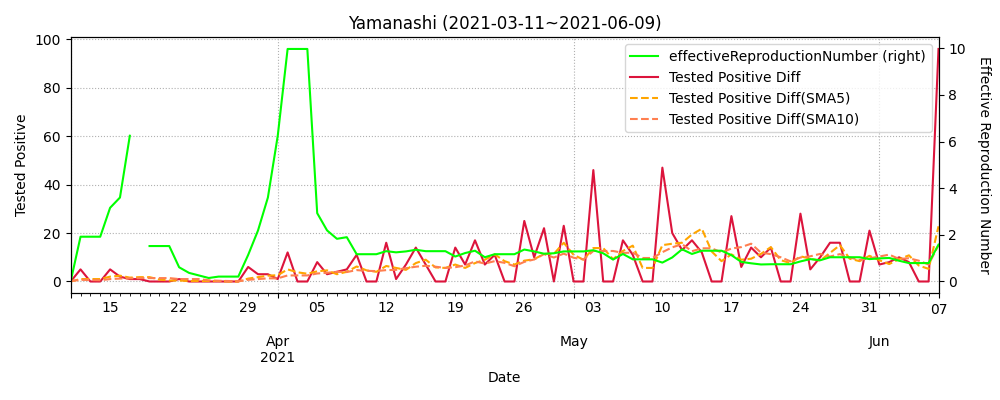 Yamanashi (2021-03-11~2021-06-09)
effectiveReproductionNumber (right)
Tested Positive Diff
Tested Positive Diff(SMA5)
Tested Positive Diff(SMA10)
Tested Positive
100
80
60
40
20
0
Effective Reproduction Number
10
8
6
4
2
0
15 22 29 05 12 19 26 03 10 17 24 31 07
Apr May Jun
2021
Date